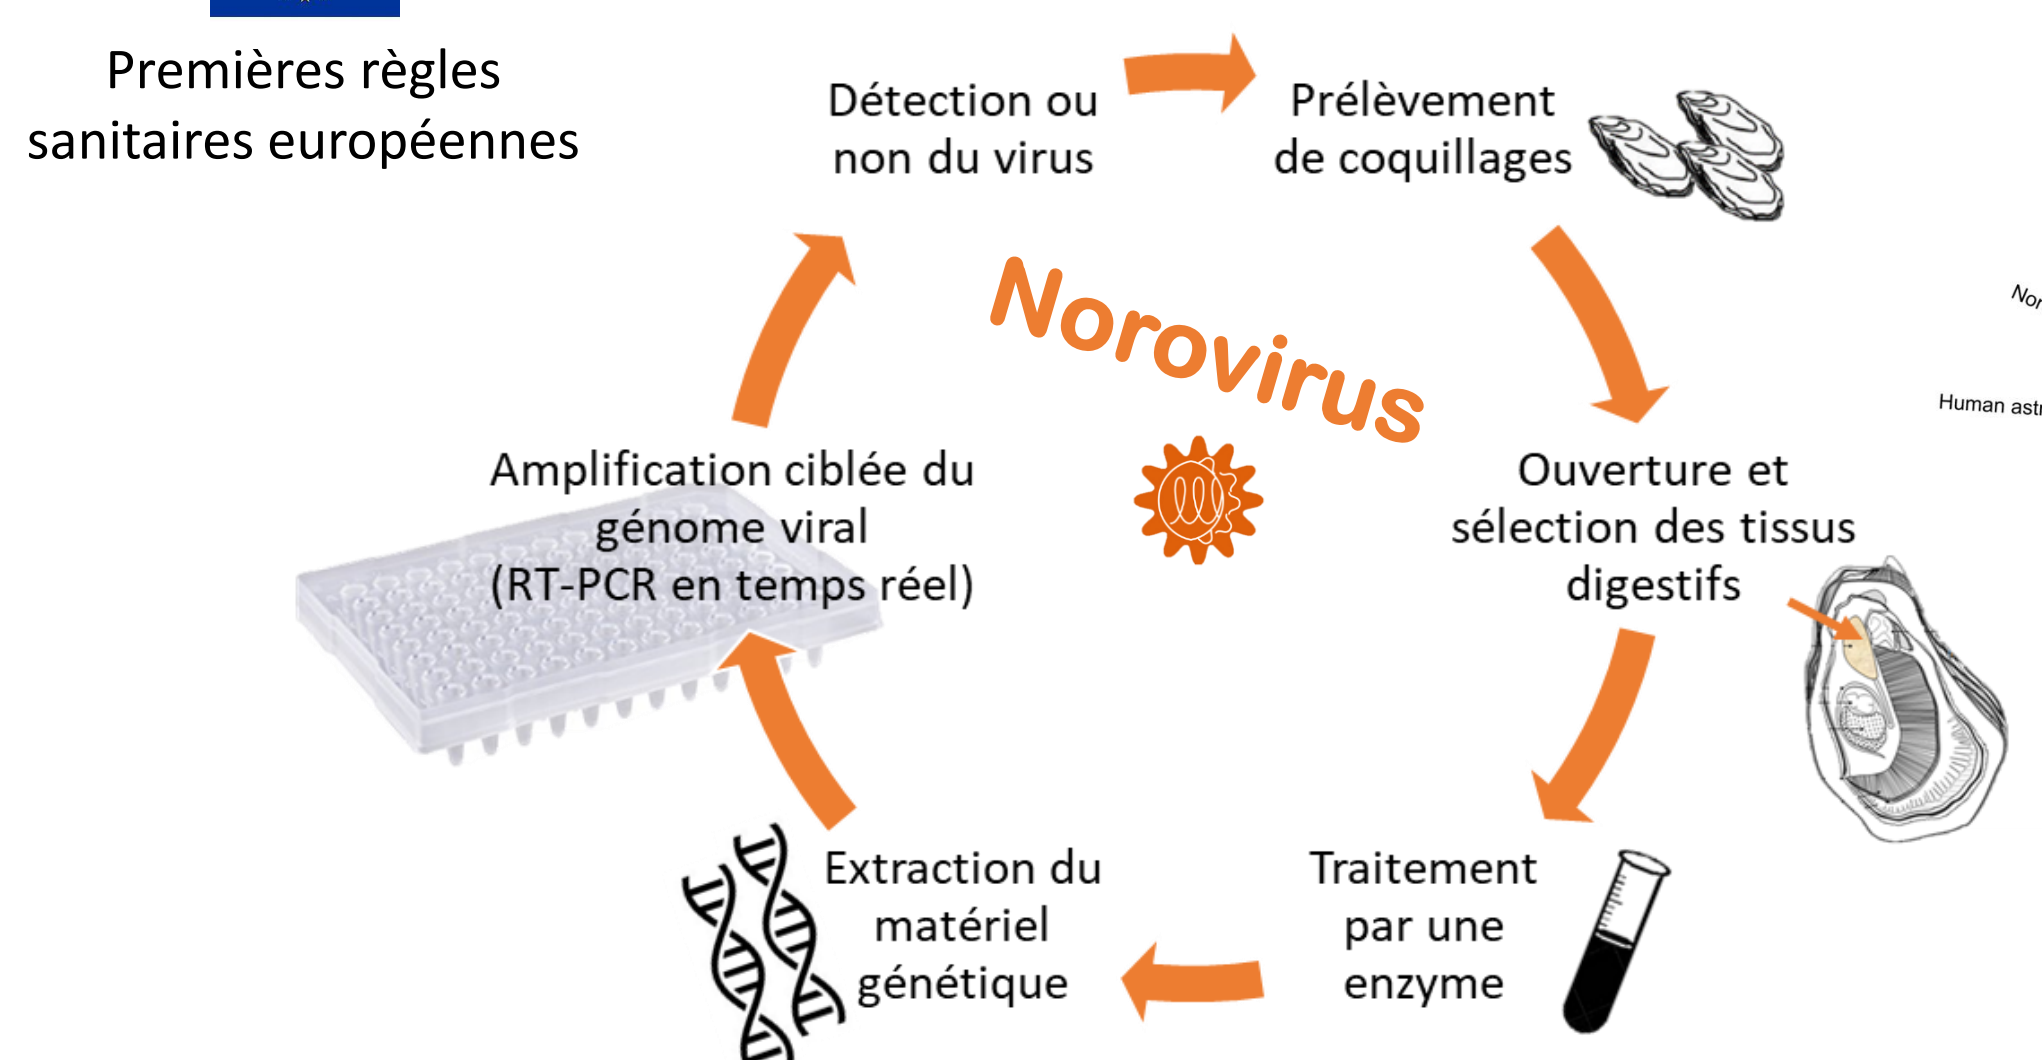 Premières règles
sanitaires européennes
Détection ou
non du virus
Prélèvement
de coquillages
Norovirus
Human
Amplification ciblée du
génome viral
(RT-PCR en temps réel)
Ouverture et
sélection des tissus
digestifs
Extraction du
matériel
génétique
Traitement
par une
enzyme